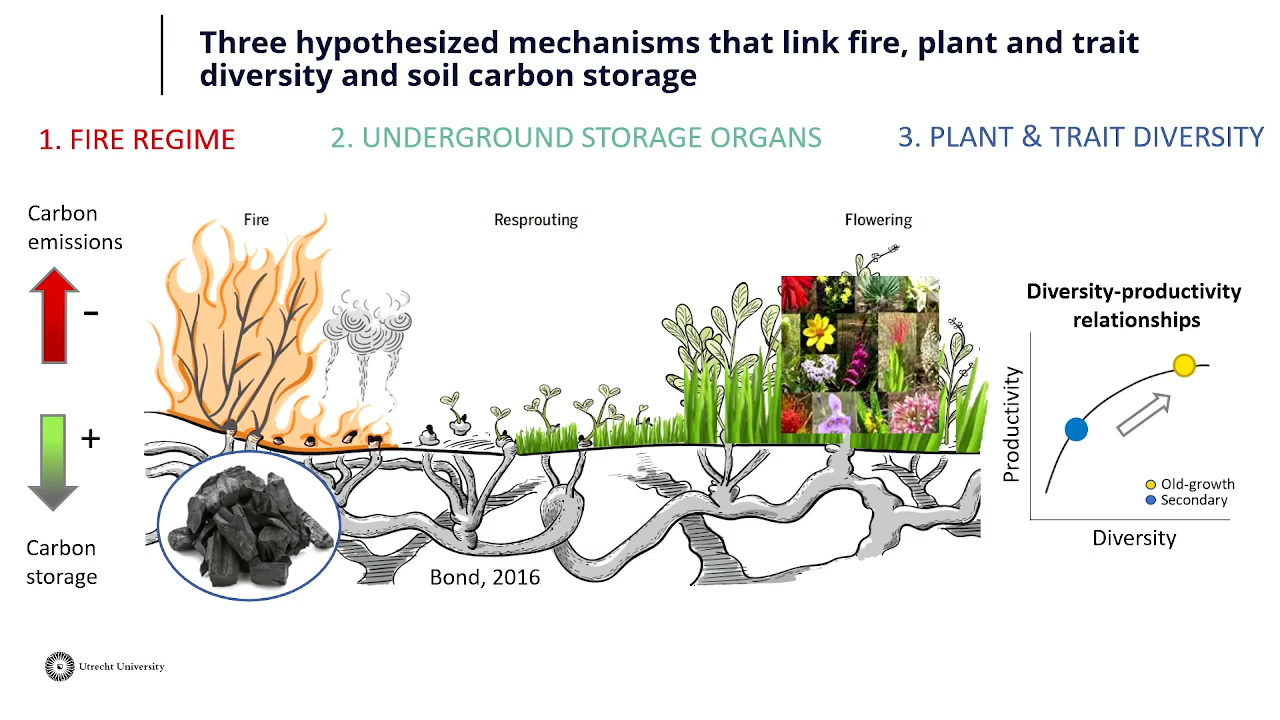 Three hypothesized mechanisms that link fire, plant and trait
diversity and soil carbon storage
1. FIRE REGIME
2. UNDERGROUND STORAGE ORGANS
3. PLANT & TRAIT DIVERSITY
Carbon
emissions
Fire
Resprouting
Flowering
–
+
Carbon
storage
Bond, 2016
Diversity-productivity
relationships
Productivity
Old-growth
Secondary
Diversity
Utrecht University